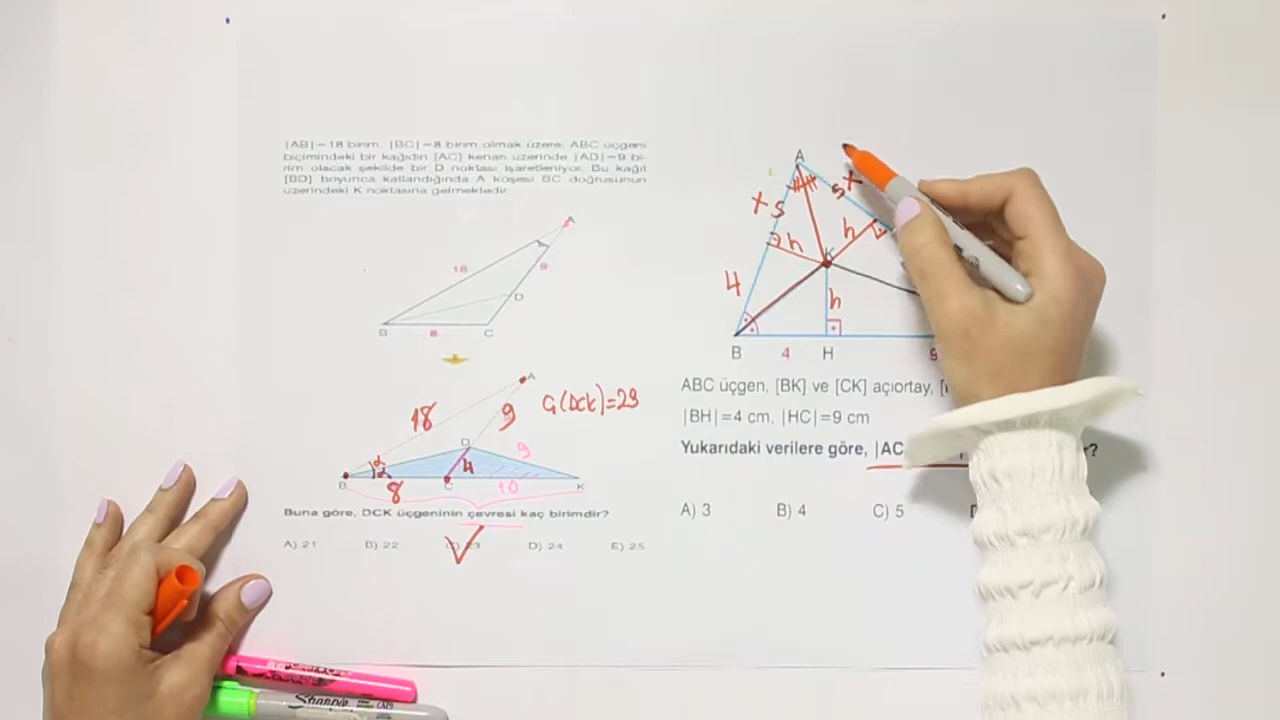 |AB|=18 birim, |BC|=8 birim olmak üzere, ABC üçgeni
biçimindeki bir kağıdın [AC] kenarı üzerinde |AD|=9 bi-
rim olacak şekilde bir D noktası işaretleniyor. Bu kağıt
[BD] boyunca katlandığında A köşesi BC doğrusunun
üzerindeki K noktasına gelmektedir.
A
18
9
D
B
8
C
A
18
9
Ç(DCK)=23
D
9
4
B
8
C
10
K
Buna göre, DCK üçgeninin çevresi kaç birimdir?
A) 21 B) 22 C) 23 D) 24 E) 25
A
x
x
h
h
K
4
h
B
4
H
9
ABC üçgen, [BK] ve [CK] açıortay,
|BH|=4 cm, |HC|=9 cm
Yukarıdaki verilere göre, |AC
A) 3 B) 4 C) 5
Sharpie